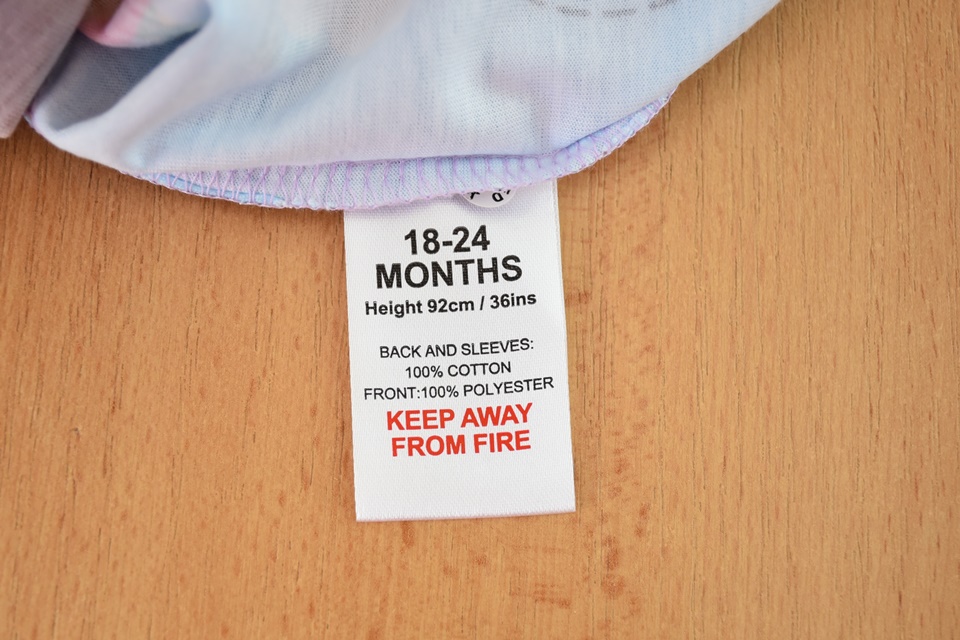 18-24
MONTHS
Height 92cm / 36ins
BACK AND SLEEVES:
100% COTTON
FRONT:100% POLYESTER
KEEP AWAY
FROM FIRE